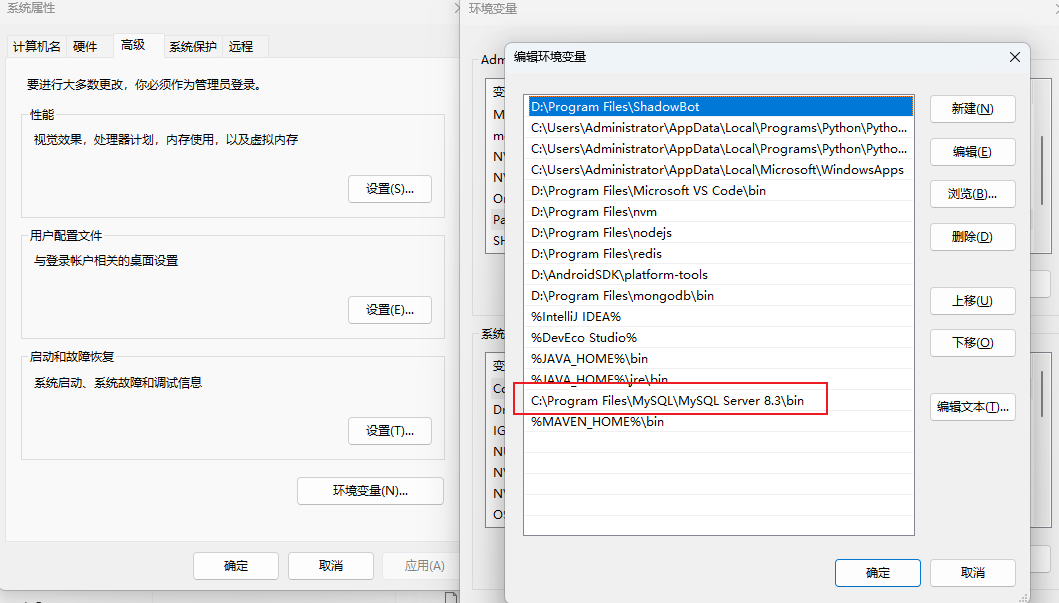 系统属性
计算机名
硬件
高级
系统保护
远程
要进行大多数更改，你必须作为管理员登录。
性能
视觉效果，处理器计划，内存使用，以及虚拟内存
设置(S)...
用户配置文件
与登录帐户相关的桌面设置
设置(E)...
启动和故障恢复
系统启动、系统故障和调试信息
设置(T)...
环境变量(N)...
确定
取消
应用(A)
环境变量
Adm
变
M
N
N
Pa
SH
系统
变
D
IG
N
N
N
OS
编辑环境变量
D:\Program Files\ShadowBot
C:\Users\Administrator\AppData\Local\Programs\Python\Pytho...
C:\Users\Administrator\AppData\Local\Programs\Python\Pytho...
C:\Users\Administrator\AppData\Local\Microsoft\WindowsApps
D:\Program Files\Microsoft VS Code\bin
D:\Program Files\nvm
D:\Program Files\nodejs
D:\Program Files\redis
D:\AndroidSDK\platform-tools
D:\Program Files\mongodb\bin
%IntelliJ IDEA%
%DevEco Studio%
%JAVA_HOME%\bin
%JAVA_HOME%\jre\bin
C:\Program Files\MySQL\MySQL Server 8.3\bin
%MAVEN_HOME%\bin
新建(N)
编辑(E)
浏览(B)...
删除(D)
上移(U)
下移(O)
编辑文本(T)...
确定
取消